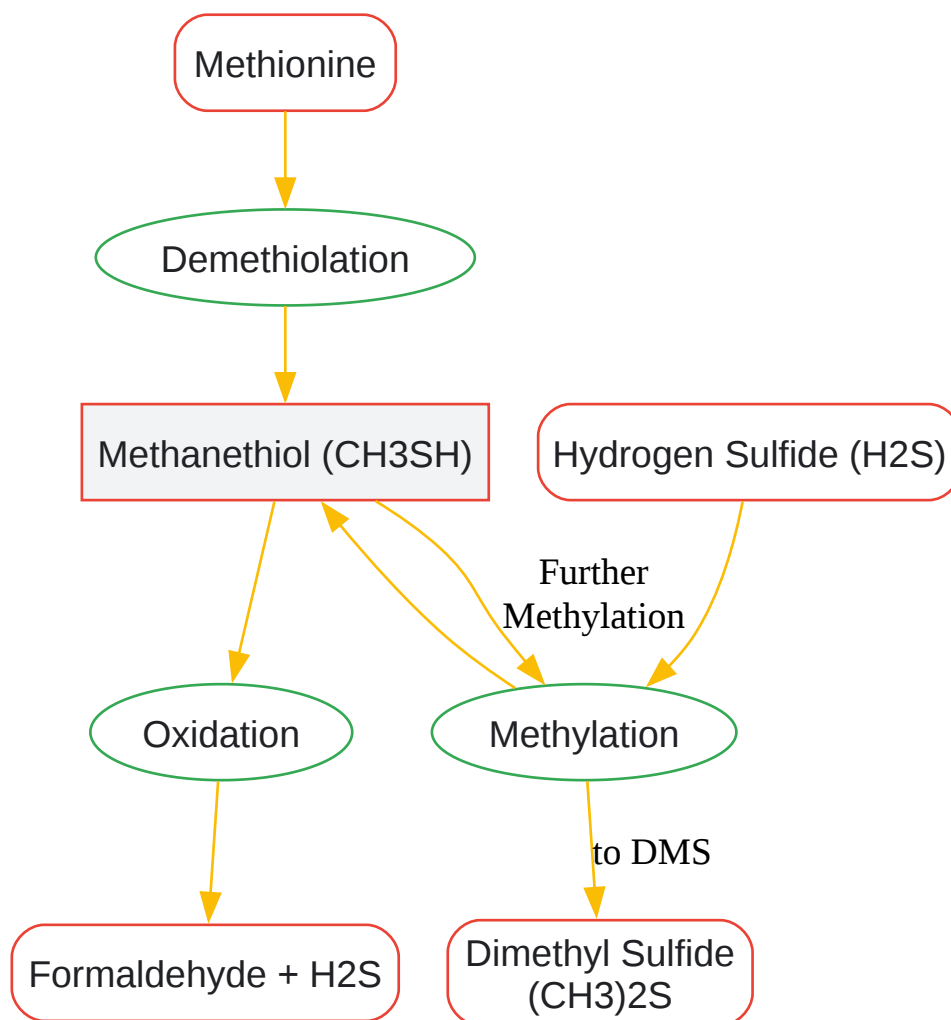 Methionine
Demethiolation
Methanethiol (CH3SH)
Hydrogen Sulfide (H2S)
Further
Methylation
Oxidation
Methylation
to DMS
Formaldehyde + H2S
Dimethyl Sulfide
(CH3)2S